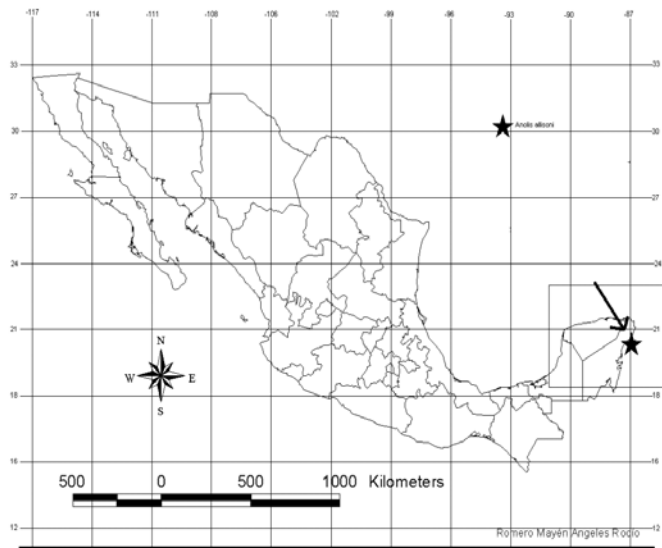 -117 -114 -111 -108 -105 -102 -99 -96 -93 -90 -87
33 33
30 Anolis allisoni 30
27 27
24 24
21 21
N
W E
S
18 18
16 16
500 0 500 1000 Kilometers
12 12
Romero Mayén Angeles Rocío